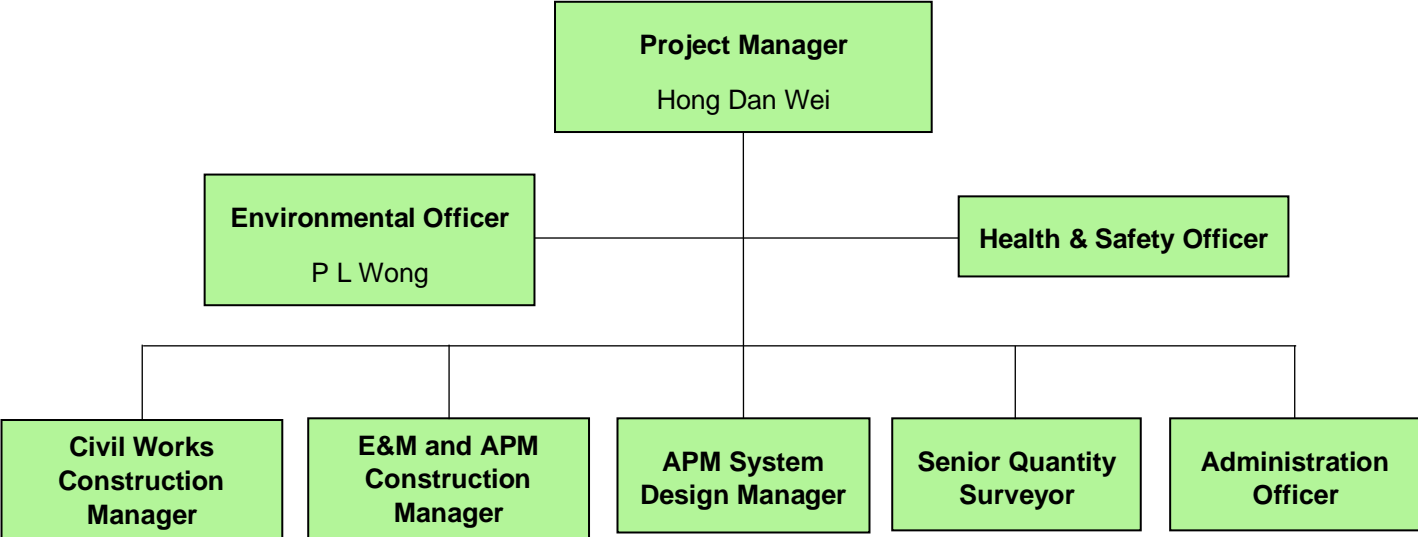 Project Manager
Hong Dan Wei
Environmental Officer
P L Wong
Health & Safety Officer
Civil Works
Construction
Manager
E&M and APM
Construction
Manager
APM System
Design Manager
Senior Quantity
Surveyor
Administration
Officer